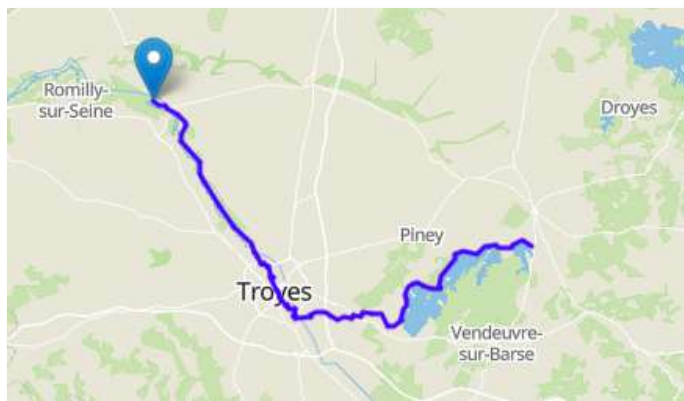 Romilly-
sur-Seine
Droyes
Piney
Troyes
Vendeuvre-
sur-Barse